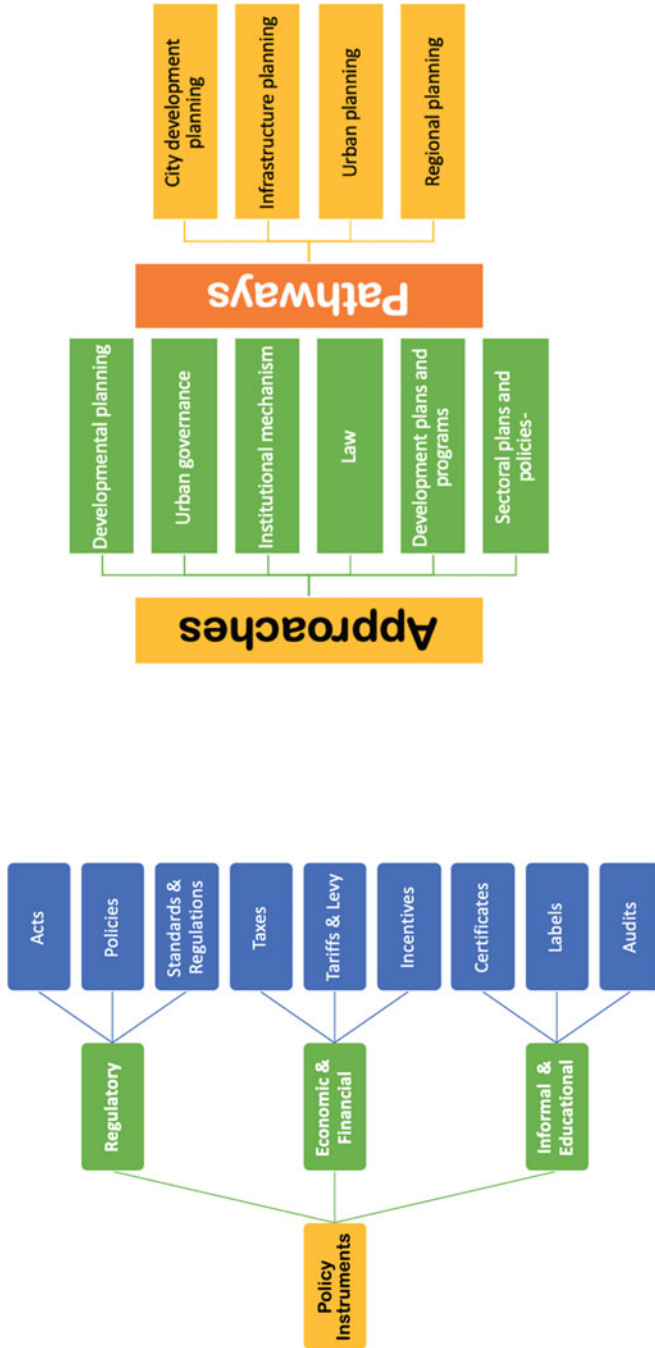 Policy
Instruments
Regulatory
Economic &
Financial
Informal &
Educational
Acts
Policies
Standards &
Regulations
Taxes
Tariffs & Levy
Incentives
Certificates
Labels
Audits
Approaches
Developmental planning
Urban governance
Institutional mechanism
Law
Development plans and
programs
Sectoral plans and
policies-
Pathways
City development
planning
Infrastructure planning
Urban planning
Regional planning